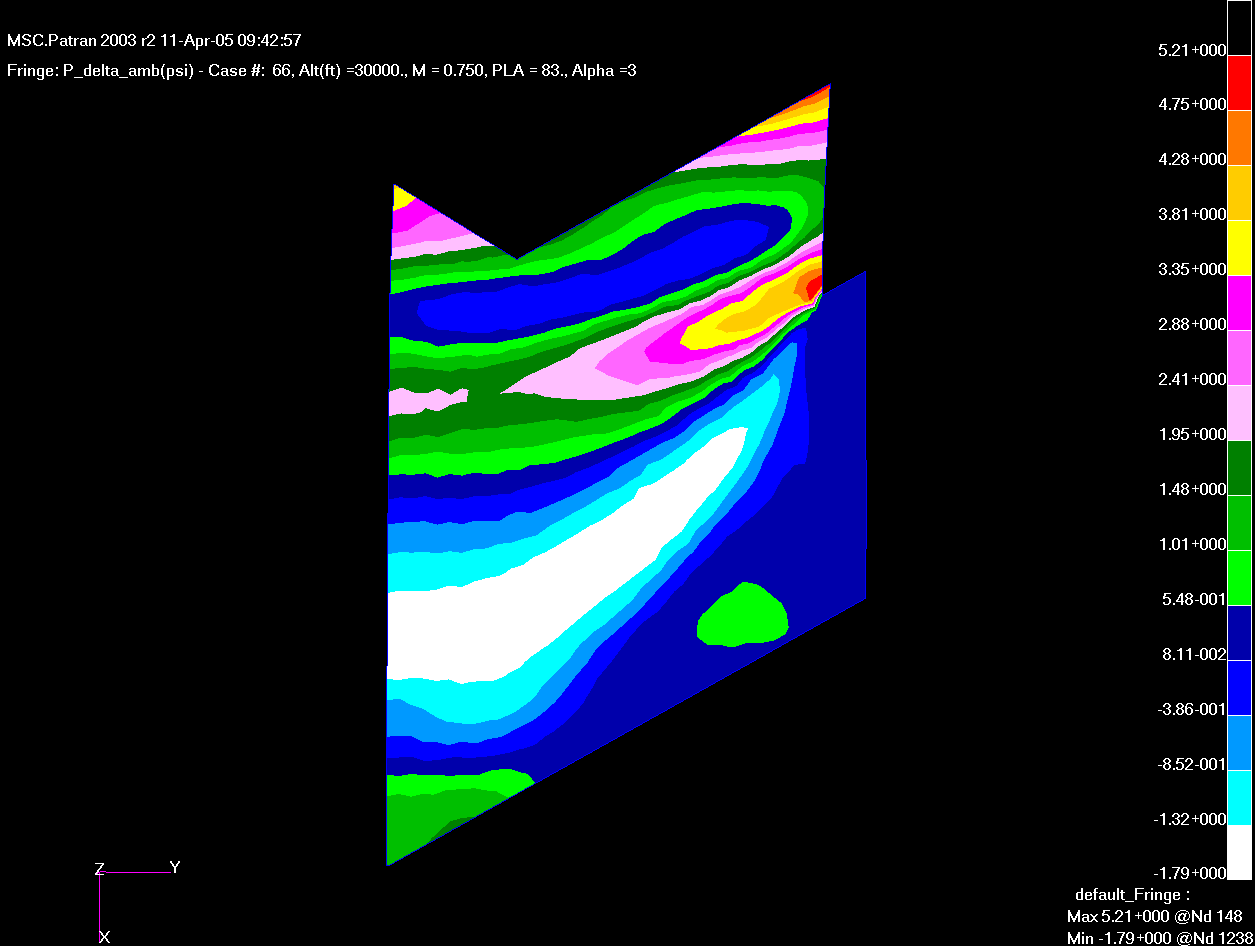 MSC.Patran 2003 r2 11-Apr-05 09:42:57
Fringe: P_delta_amb(psi) - Case #: 66, Alt(ft) =30000., M = 0.750, PLA = 83., Alpha =3
5.21+000
4.75+000
4.28+000
3.81+000
3.35+000
2.88+000
2.41+000
1.95+000
1.48+000
1.01+000
5.48-001
8.11-002
-3.86-001
-8.52-001
-1.32+000
-1.79+000
Z
Y
X
default_Fringe :
Max 5.21+000 @Nd 148
Min -1.79+000 @Nd 1238